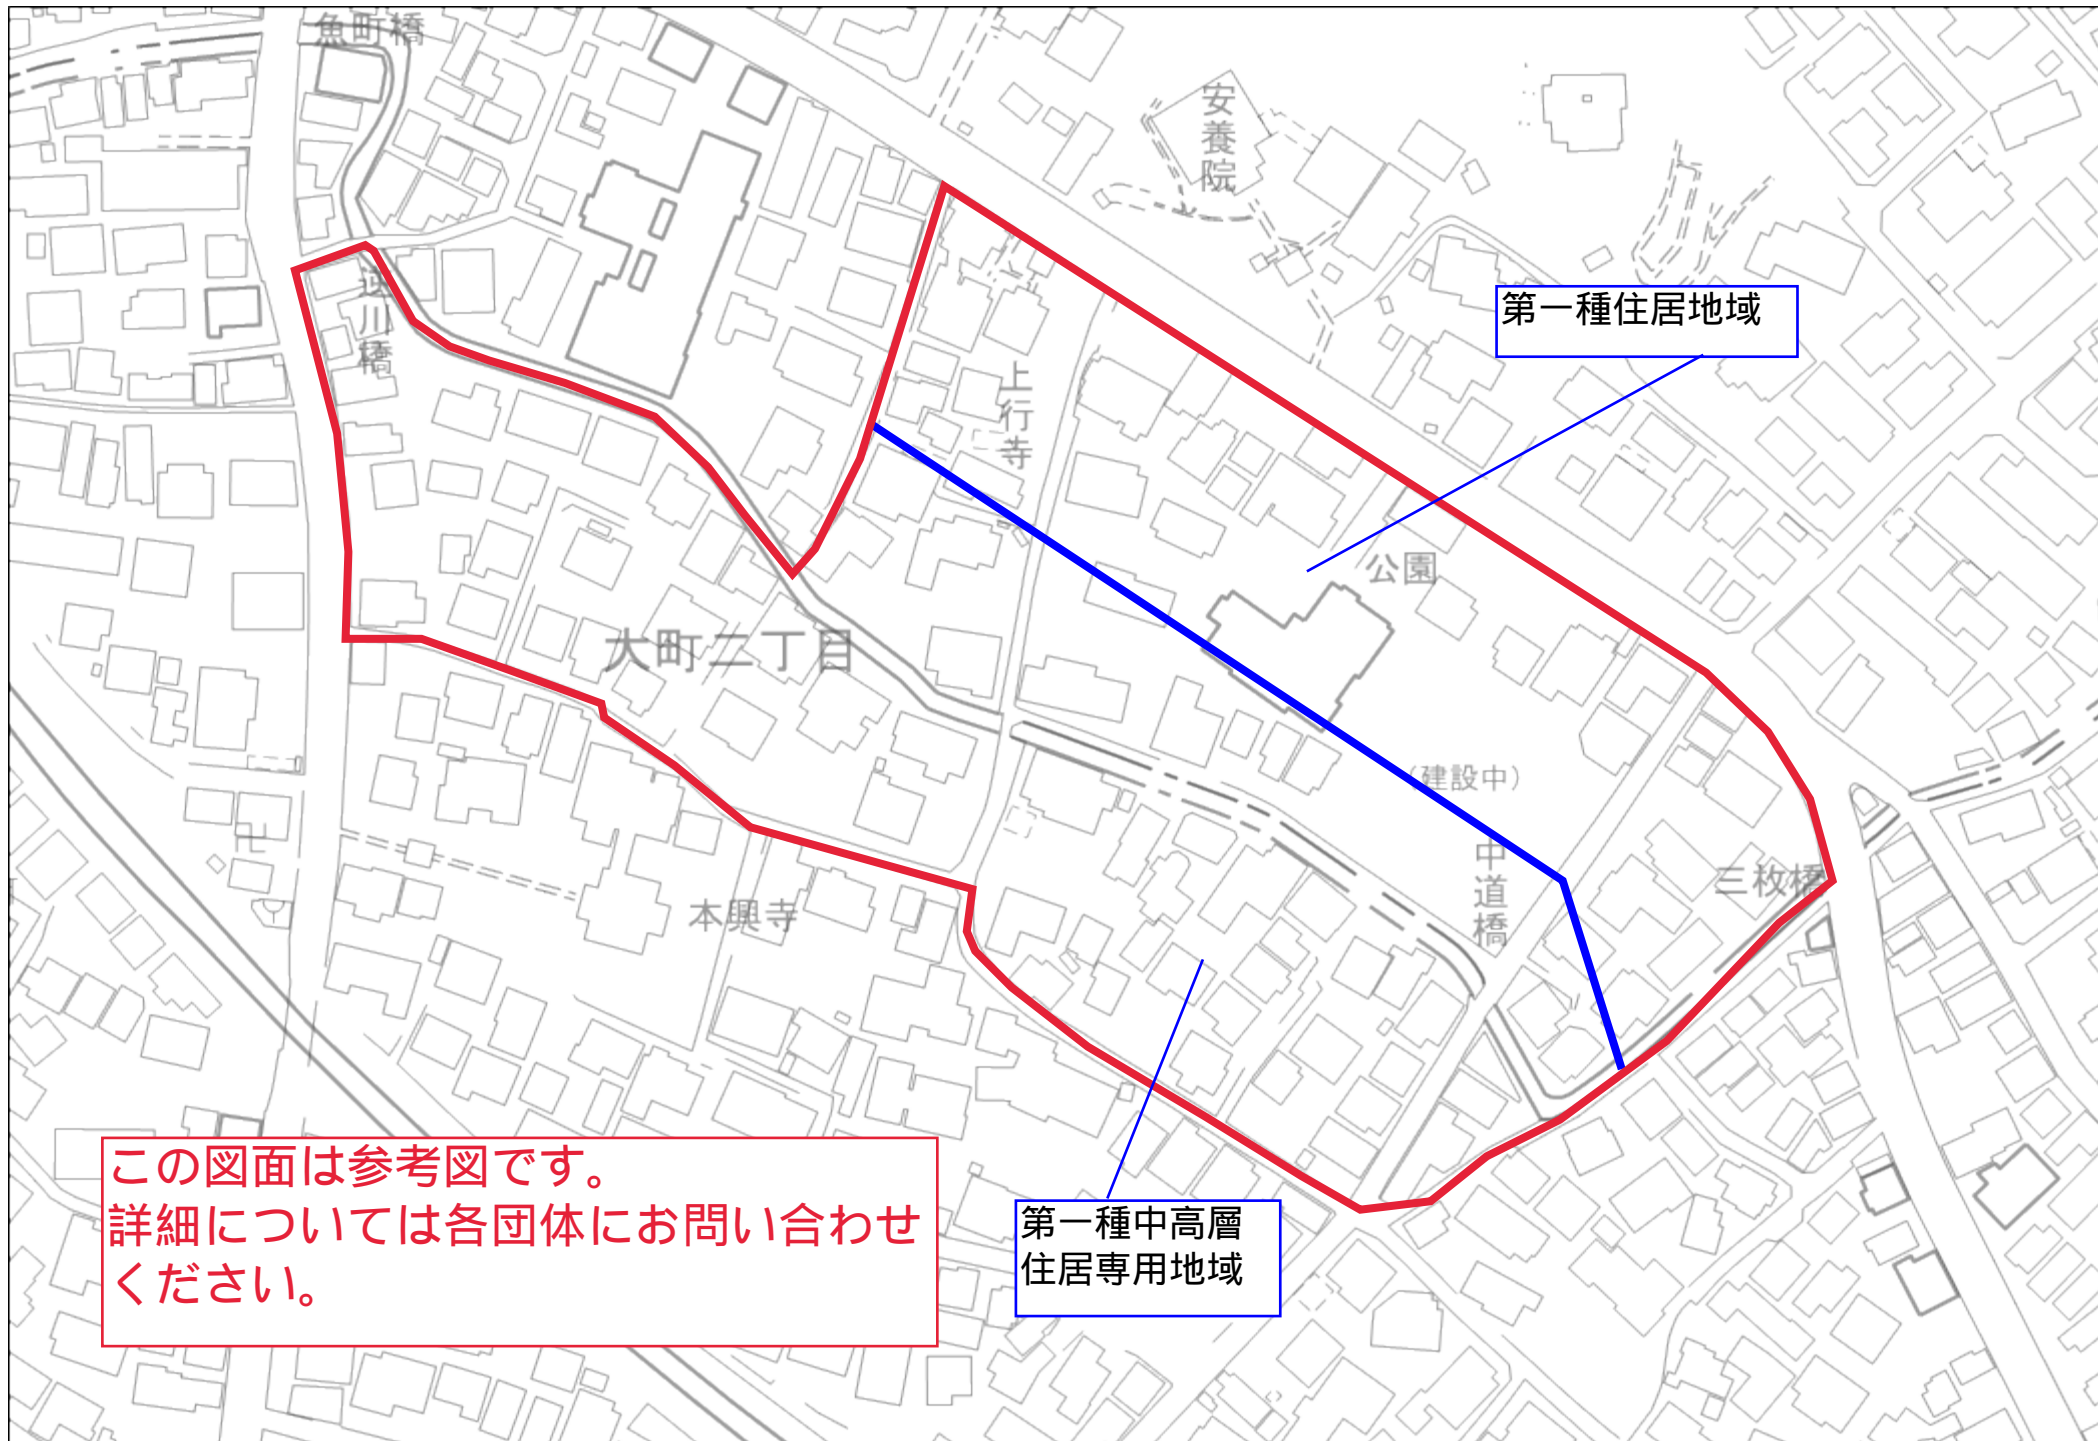 魚町橋
安養院
第一種住居地域
逆川橋
上行寺
公園
大町二丁目
(建設中)
中道橋
三枚橋
本興寺
この図面は参考図です。
詳細については各団体にお問い合わせ
ください。
第一種中高層
住居専用地域